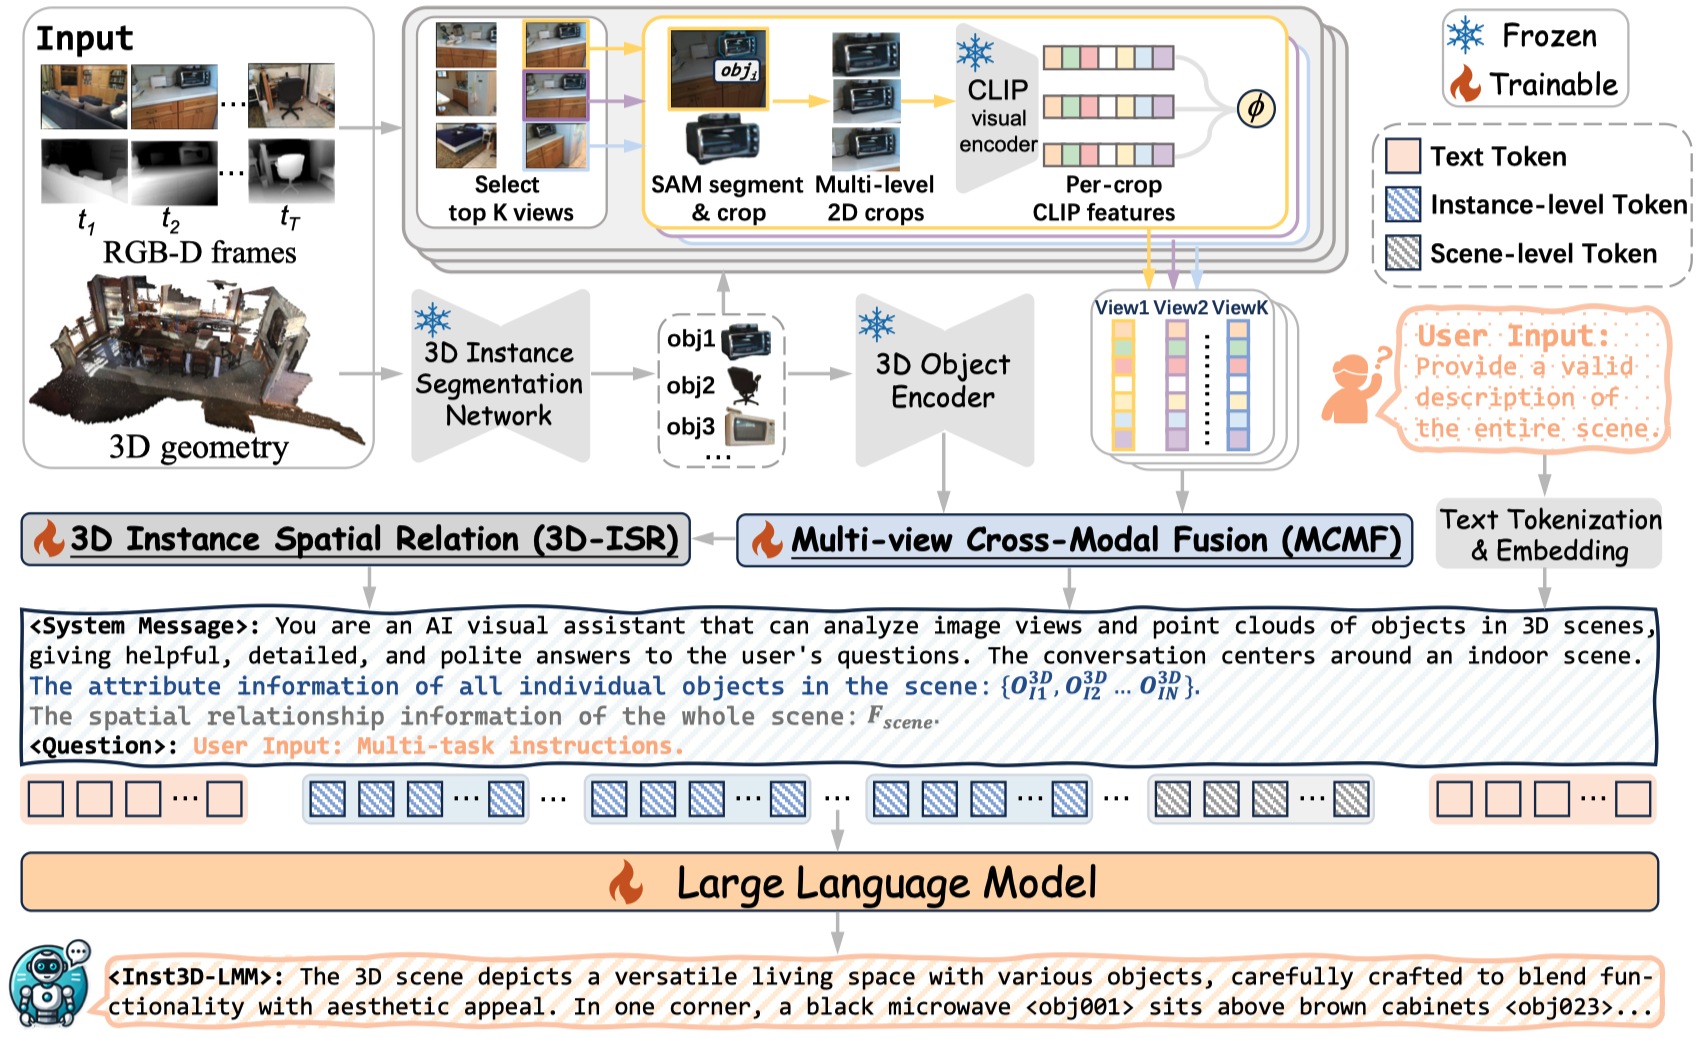 Input
t1
t2
tT
RGB-D frames
3D geometry
Select
top K views
obji
SAM segment
& crop
Multi-level
2D crops
CLIP
visual
encoder
Per-crop
CLIP features
ϕ
Frozen
Trainable
Text Token
Instance-level Token
Scene-level Token
3D Instance
Segmentation
Network
obj1
obj2
obj3
...
3D Object
Encoder
View1 View2 ViewK
User Input:
Provide a valid
description of
the entire scene.
?
3D Instance Spatial Relation (3D-ISR)
Multi-view Cross-Modal Fusion (MCMF)
Text Tokenization
& Embedding
<System Message>: You are an AI visual assistant that can analyze image views and point clouds of objects in 3D scenes,
giving helpful, detailed, and polite answers to the user's questions. The conversation centers around an indoor scene.
The attribute information of all individual objects in the scene: {O_{I1}^{3D}, O_{I2}^{3D} ... O_{IN}^{3D}}.
The spatial relationship information of the whole scene: F_{scene}.
<Question>: User Input: Multi-task instructions.
Large Language Model
<Inst3D-LMM>: The 3D scene depicts a versatile living space with various objects, carefully crafted to blend fun-
ctionality with aesthetic appeal. In one corner, a black microwave <obj001> sits above brown cabinets <obj023>...